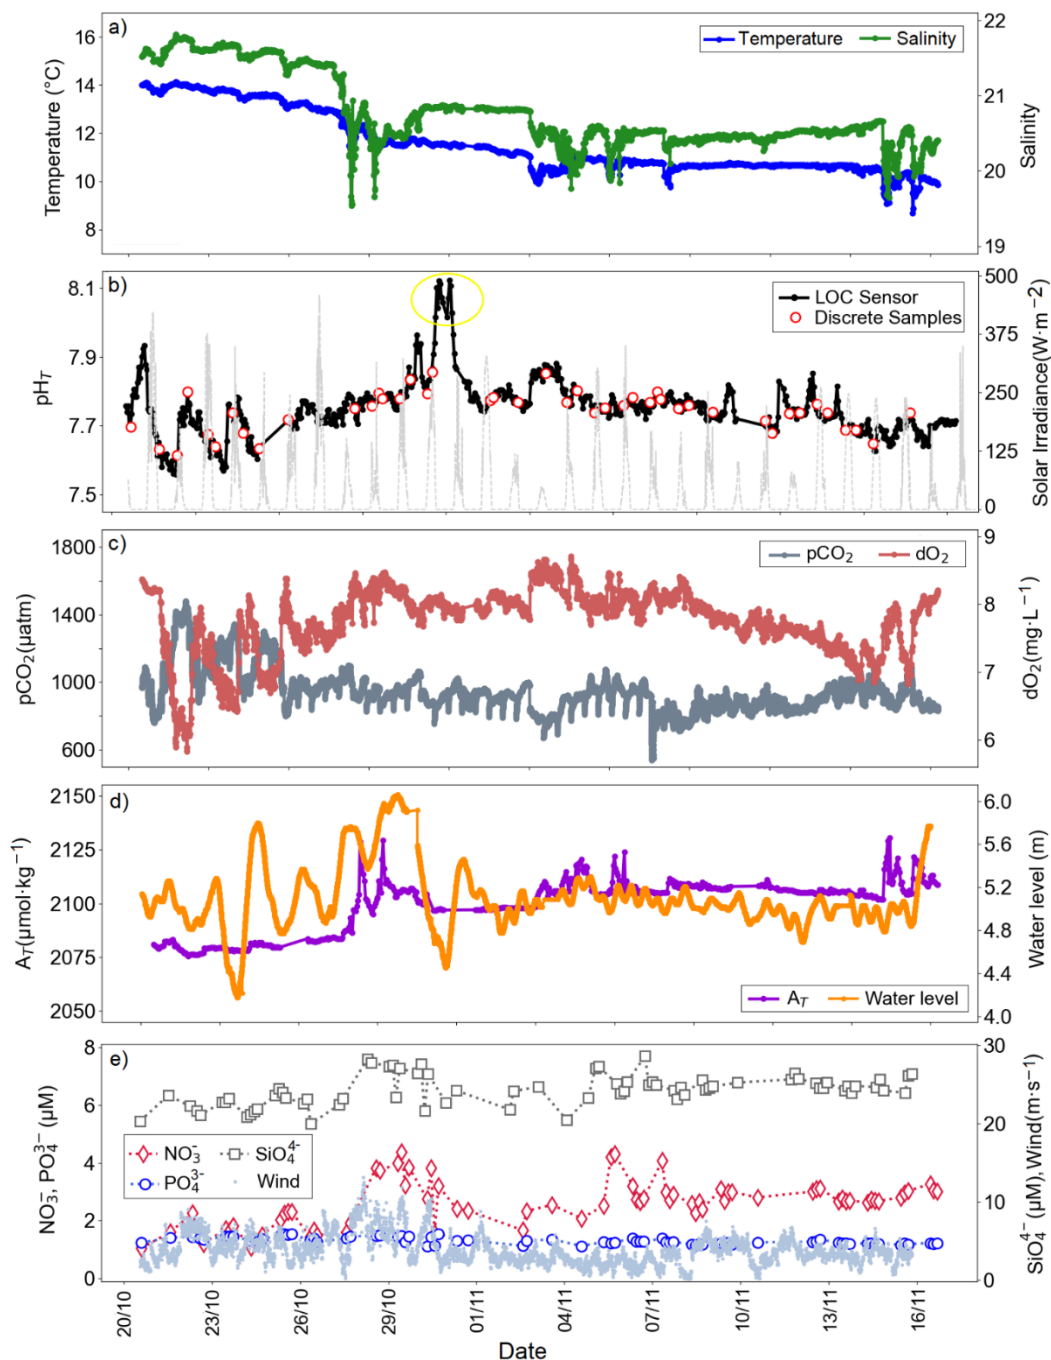 a)
Temperature
Salinity
Temperature (°C)
16
14
12
10
8
22
21
20
19
Salinity
b)
LOC Sensor
Discrete Samples
pH_T
8.1
7.9
7.7
7.5
500
375
250
150
125
0
Solar Irradiance(W·m−2)
c)
pCO₂
dO₂
pCO₂(µatm)
1800
1400
1000
600
9
8
7
6
dO₂(mg·L⁻¹)
d)
A_T
Water level
A_T(µmol·kg⁻¹)
2150
2125
2100
2075
2050
6.0
5.6
5.2
4.8
4.4
4.0
Water level (m)
e)
NO₃⁻
SiO₄⁴⁻
PO₄³⁻
Wind
NO₃⁻, PO₄³⁻ (µM)
8
6
4
2
0
30
20
10
0
SiO₄⁴⁻ (µM),Wind(m·s⁻¹)
20/10
23/10
26/10
29/10
01/11
04/11
07/11
10/11
13/11
16/11
Date